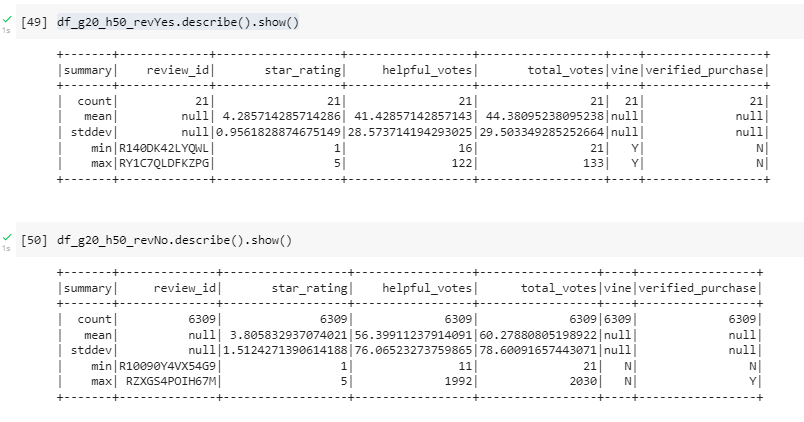 [49] df_g20_h50_revYes.describe().show()
1s
+-------+--------------+------------------+------------------+------------------+----+-----------------+
|summary|     review_id|       star_rating|     helpful_votes|       total_votes|vine|verified_purchase|
+-------+--------------+------------------+------------------+------------------+----+-----------------+
|  count|            21|                21|                21|                21|  21|               21|
|   mean|          null| 4.285714285714286| 41.42857142857143| 44.38095238095238|null|             null|
| stddev|          null|0.9561828874675149|28.573714194293025|29.503349285252664|null|             null|
|    min|R140DK42LYQWL|                 1|                16|                21|   Y|                N|
|    max|RY1C7QLDFKZPG|                 5|               122|               133|   Y|                N|
+-------+--------------+------------------+------------------+------------------+----+-----------------+
[50] df_g20_h50_revNo.describe().show()
1s
+-------+--------------+------------------+-----------------+-----------------+----+-----------------+
|summary|     review_id|       star_rating|    helpful_votes|      total_votes|vine|verified_purchase|
+-------+--------------+------------------+-----------------+-----------------+----+-----------------+
|  count|          6309|              6309|             6309|             6309|6309|             6309|
|   mean|          null| 3.805832937074021|56.39911237914091|60.27880805198922|null|             null|
| stddev|          null|1.5124271390614188|76.06523273759865|78.60091657443071|null|             null|
|    min|R10090Y4VX54G9|                 1|               11|               21|   N|                N|
|    max| RZXGS4POIH67M|                 5|             1992|             2030|   N|                Y|
+-------+--------------+------------------+-----------------+-----------------+----+-----------------+